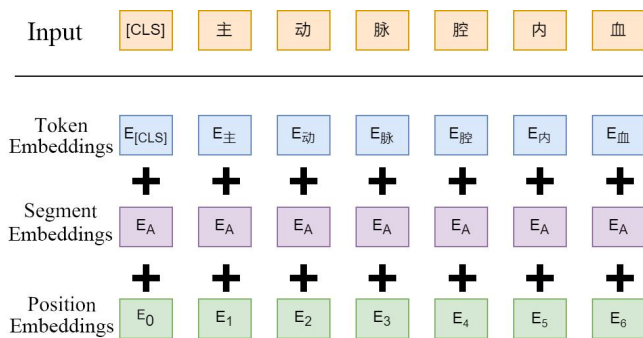 Input [CLS] 主 动 脉 腔 内 血
Token Embeddings E[CLS] E主 E动 E脉 E腔 E内 E血
+ + + + + + +
Segment Embeddings EA EA EA EA EA EA EA
+ + + + + + +
Position Embeddings E0 E1 E2 E3 E4 E5 E6